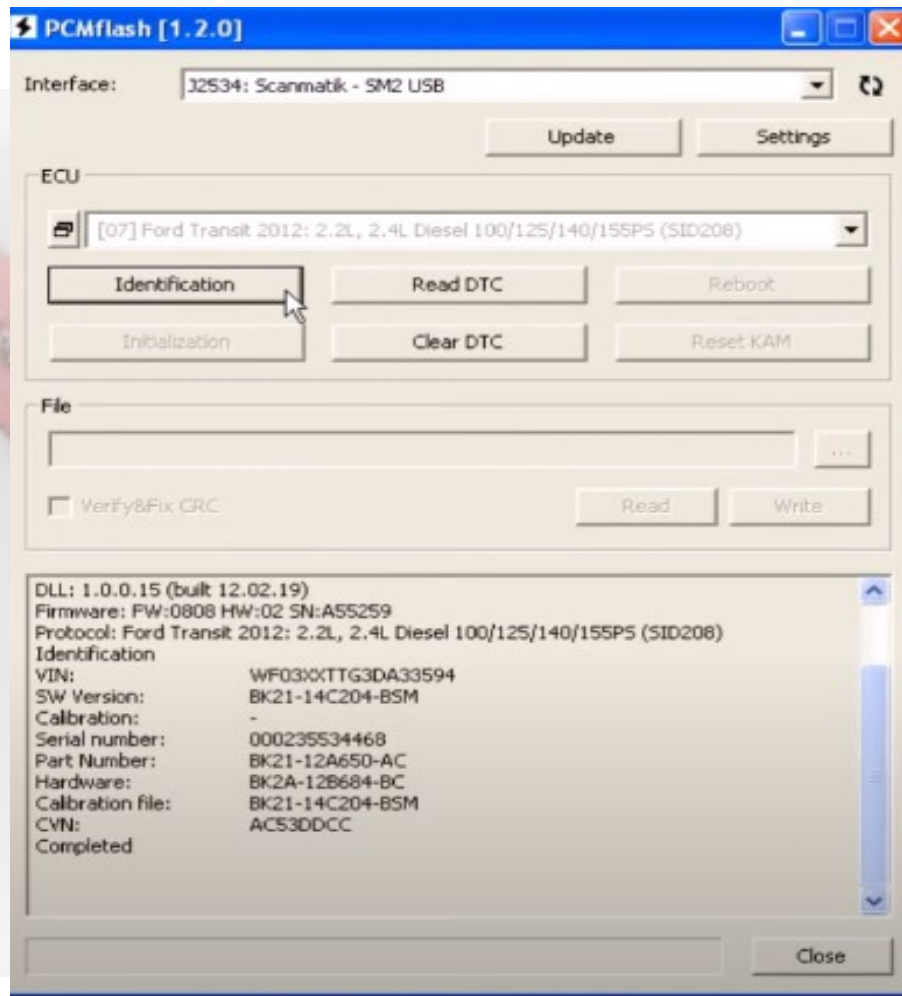 PCMflash [1.2.0]
Interface: J2534: Scanmatik - SM2 USB
Update Settings
ECU
[07] Ford Transit 2012: 2.2L, 2.4L Diesel 100/125/140/155PS (SID208)
Identification Read DTC Reboot
Initialization Clear DTC Reset KAM
File
...
Verify&Fix CRC Read Write
DLL: 1.0.0.15 (built 12.02.19)
Firmware: FW:0808 HW:02 SN:A55259
Protocol: Ford Transit 2012: 2.2L, 2.4L Diesel 100/125/140/155PS (SID208)
Identification
VIN: WF03XXTTG3DA33594
SW Version: BK21-14C204-BSM
Calibration: -
Serial number: 000235534468
Part Number: BK21-12A650-AC
Hardware: BK2A-12B684-BC
Calibration file: BK21-14C204-BSM
CVN: AC53DDCC
Completed
Close